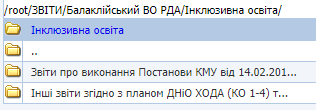 /root/ЗВІТИ/Балаклійський ВО РДА/Інклюзивна освіта/
Інклюзивна освіта
..
Звіти про виконання Постанови КМУ від 14.02.201...
Інші звіти згідно з планом ДНіО ХОДА (КО 1-4) т...